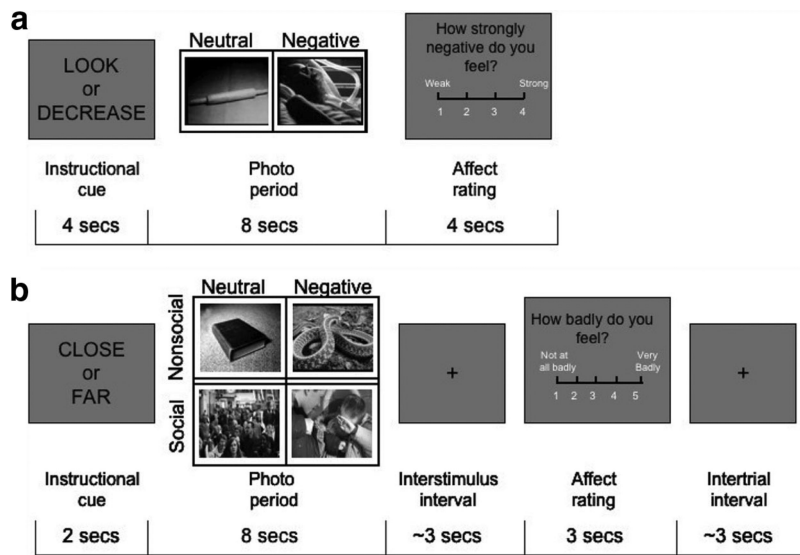 a
LOOK
or
DECREASE
Neutral Negative
How strongly
negative do you
feel?
Weak Strong
1 2 3 4
Instructional
cue
Photo
period
Affect
rating
4 secs 8 secs 4 secs
b
CLOSE
or
FAR
Neutral Negative
Nonsocial
Social
+
How badly do you
feel?
Not at
all badly
Very
Badly
1 2 3 4 5
+
Instructional
cue
Photo
period
Interstimulus
interval
Affect
rating
Intertrial
interval
2 secs 8 secs ~3 secs 3 secs ~3 secs